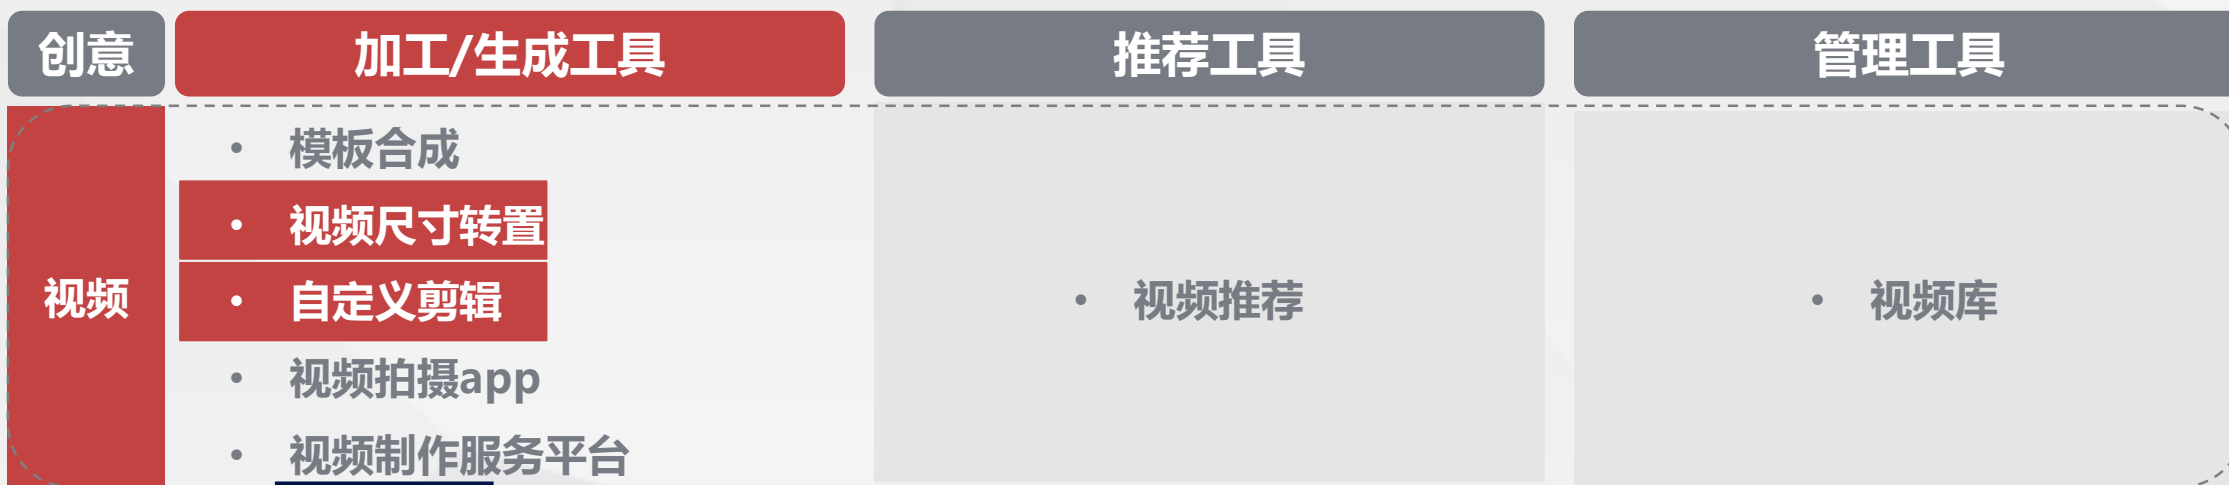 创意 加工/生成工具 推荐工具 管理工具
• 模板合成
• 视频尺寸转置
视频 • 自定义剪辑 • 视频推荐 • 视频库
• 视频拍摄app
• 视频制作服务平台